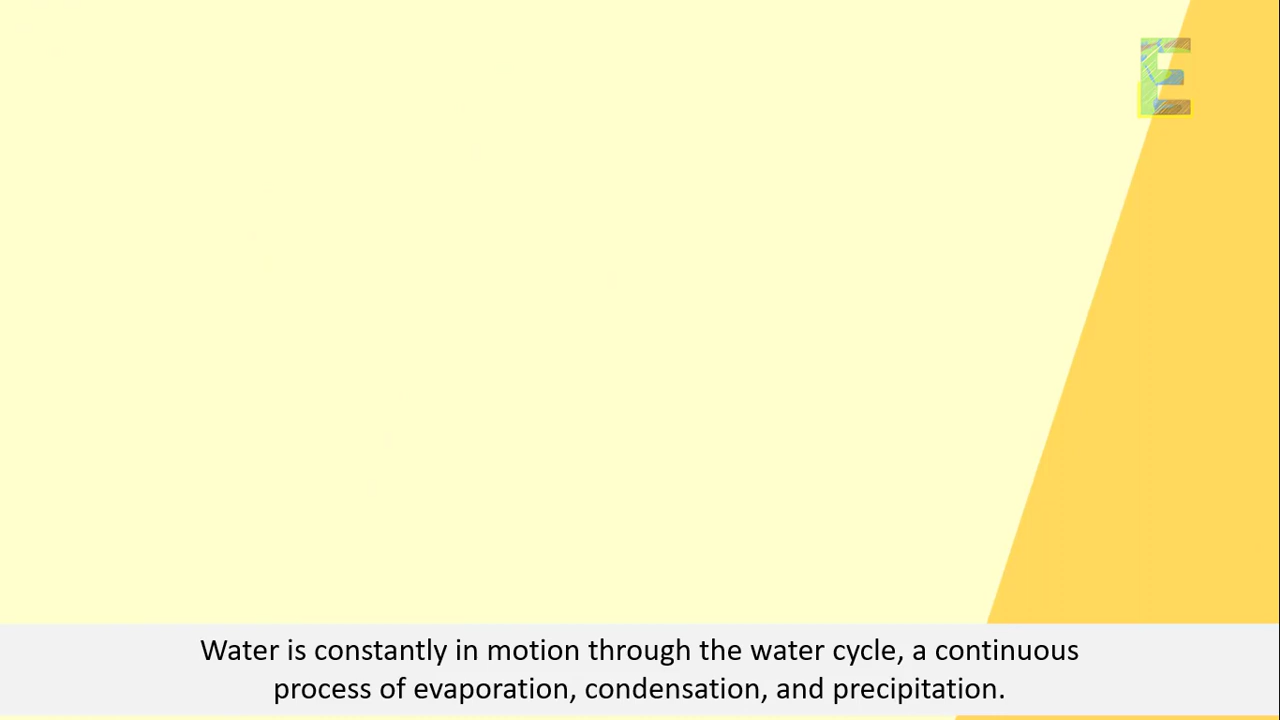 E
Water is constantly in motion through the water cycle, a continuous
process of evaporation, condensation, and precipitation.